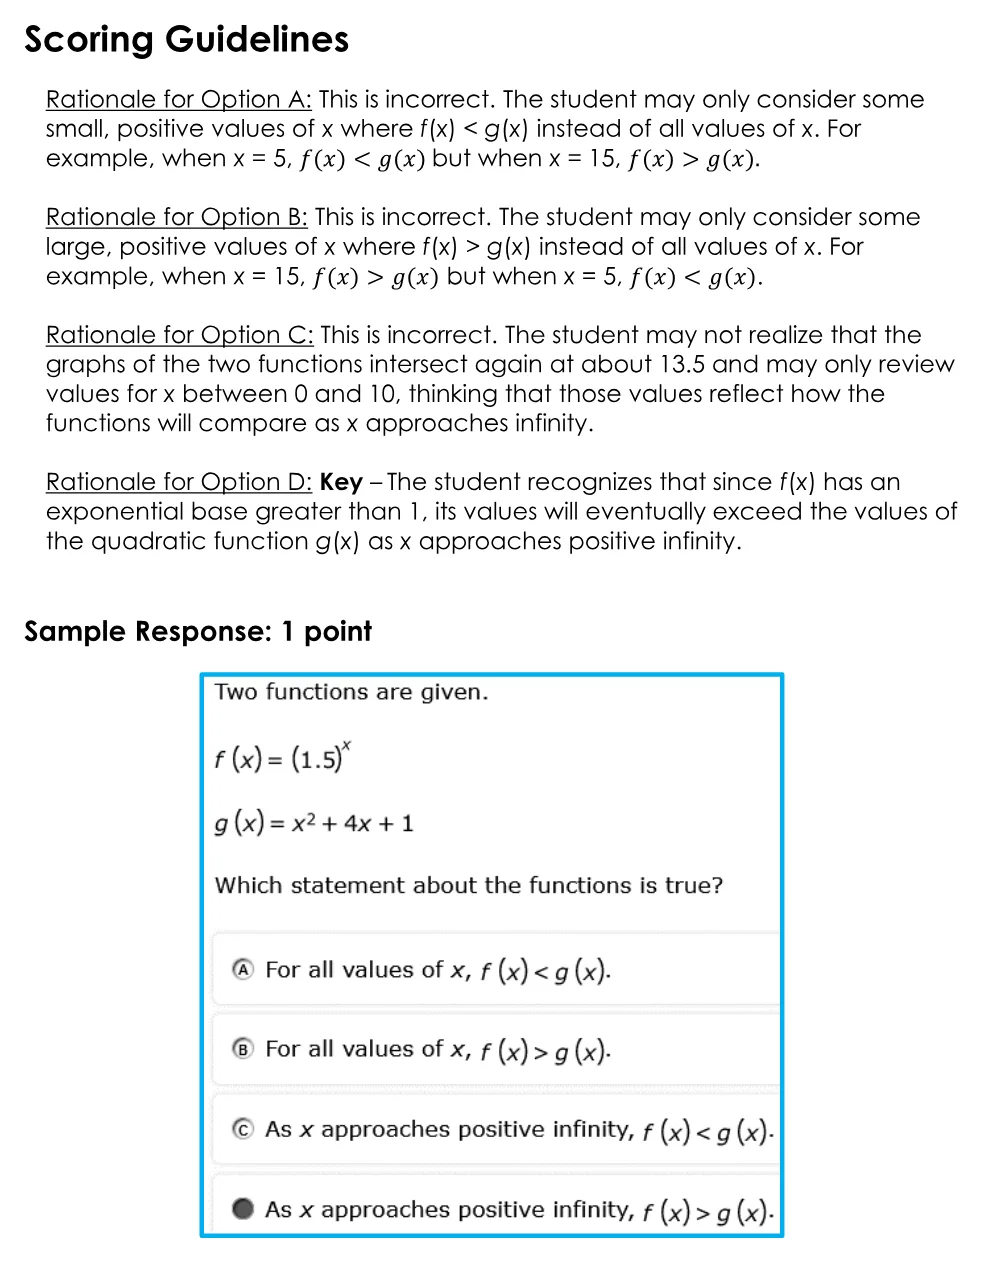 Scoring Guidelines
Rationale for Option A: This is incorrect. The student may only consider some
small, positive values of x where f(x) < g(x) instead of all values of x. For
example, when x = 5, f(x) < g(x) but when x = 15, f(x) > g(x).
Rationale for Option B: This is incorrect. The student may only consider some
large, positive values of x where f(x) > g(x) instead of all values of x. For
example, when x = 15, f(x) > g(x) but when x = 5, f(x) < g(x).
Rationale for Option C: This is incorrect. The student may not realize that the
graphs of the two functions intersect again at about 13.5 and may only review
values for x between 0 and 10, thinking that those values reflect how the
functions will compare as x approaches infinity.
Rationale for Option D: Key – The student recognizes that since f(x) has an
exponential base greater than 1, its values will eventually exceed the values of
the quadratic function g(x) as x approaches positive infinity.
Sample Response: 1 point
Two functions are given.
f (x) = (1.5)ˣ
g (x) = x² + 4x + 1
Which statement about the functions is true?
Ⓐ For all values of x, f (x) < g (x).
Ⓑ For all values of x, f (x) > g (x).
Ⓒ As x approaches positive infinity, f (x) < g (x).
● As x approaches positive infinity, f (x) > g (x).